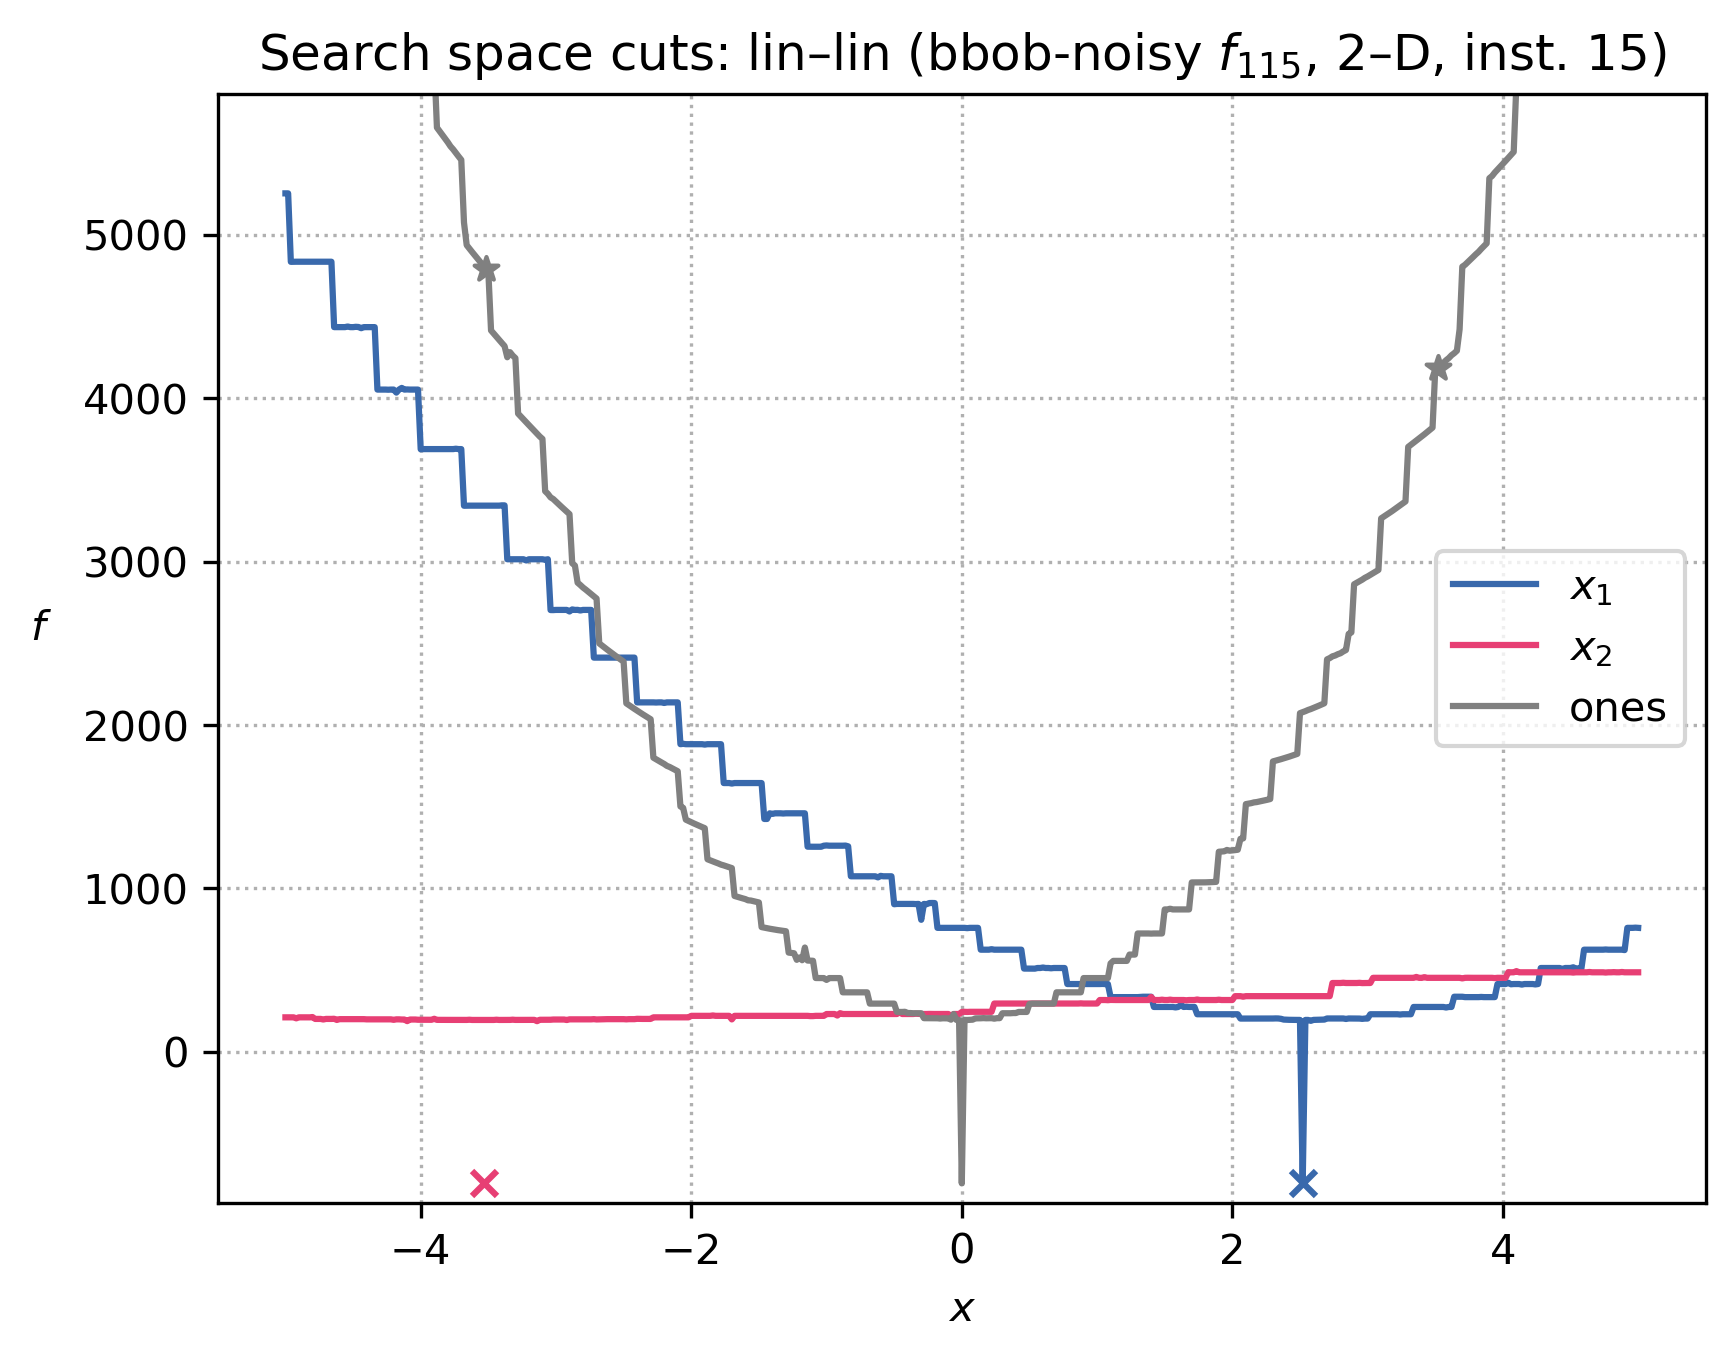 Search space cuts: lin–lin (bbob-noisy f₁₁₅, 2–D, inst. 15)
5000
4000
3000
2000
1000
0
f
x₁
x₂
ones
−4 −2 0 2 4
x